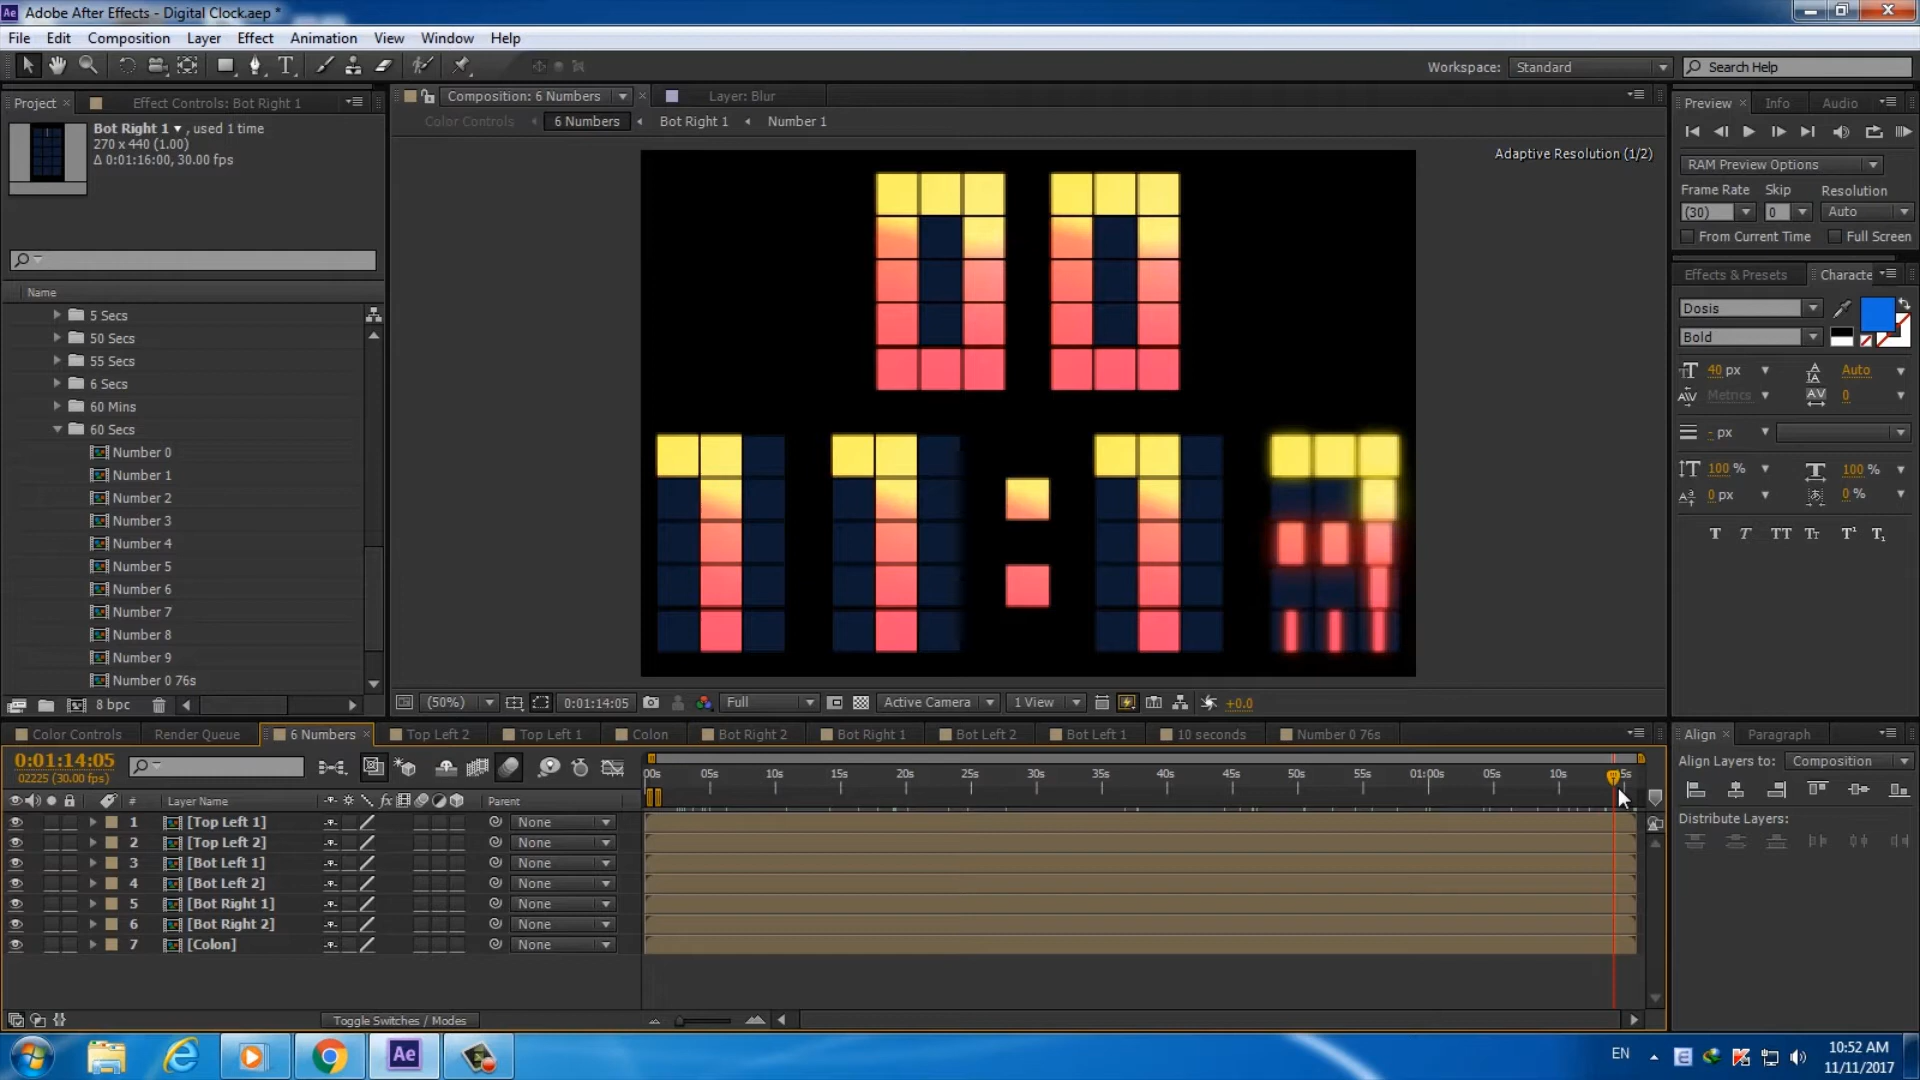 Adobe After Effects - Digital Clock.aep *
File Edit Composition Layer Effect Animation View Window Help
Workspace: Standard
Search Help
Project
Effect Controls: Bot Right 1
Bot Right 1 , used 1 time
270 x 440 (1.00)
Δ 0:01:16:00, 30.00 fps
Name
5 Secs
50 Secs
55 Secs
6 Secs
60 Mins
60 Secs
Number 0
Number 1
Number 2
Number 3
Number 4
Number 5
Number 6
Number 7
Number 8
Number 9
Number 0 76s
8 bpc
Composition: 6 Numbers
Layer: Blur
Color Controls 6 Numbers Bot Right 1 Number 1
Adaptive Resolution (1/2)
00
11:1
(50%) 0:01:14:05 Full Active Camera 1 View +0.0
Preview Info Audio
RAM Preview Options
Frame Rate Skip Resolution
(30) 0 Auto
From Current Time Full Screen
Effects & Presets Characte
Dosis
Bold
40 px Auto
Metrics 0
- px
100 % 100 %
0 px 0 %
T T TT Tr T¹ T₁
Color Controls Render Queue 6 Numbers Top Left 2 Top Left 1 Colon Bot Right 2 Bot Right 1 Bot Left 2 Bot Left 1 10 seconds Number 0 76s
0:01:14:05
02225 (30.00 fps)
00s 05s 10s 15s 20s 25s 30s 35s 40s 45s 50s 55s 01:00s 05s 10s 5s
# Layer Name fx Parent
1 [Top Left 1] None
2 [Top Left 2] None
3 [Bot Left 1] None
4 [Bot Left 2] None
5 [Bot Right 1] None
6 [Bot Right 2] None
7 [Colon] None
Toggle Switches / Modes
Align Paragraph
Align Layers to: Composition
Distribute Layers:
Ae
EN
10:52 AM
11/11/2017